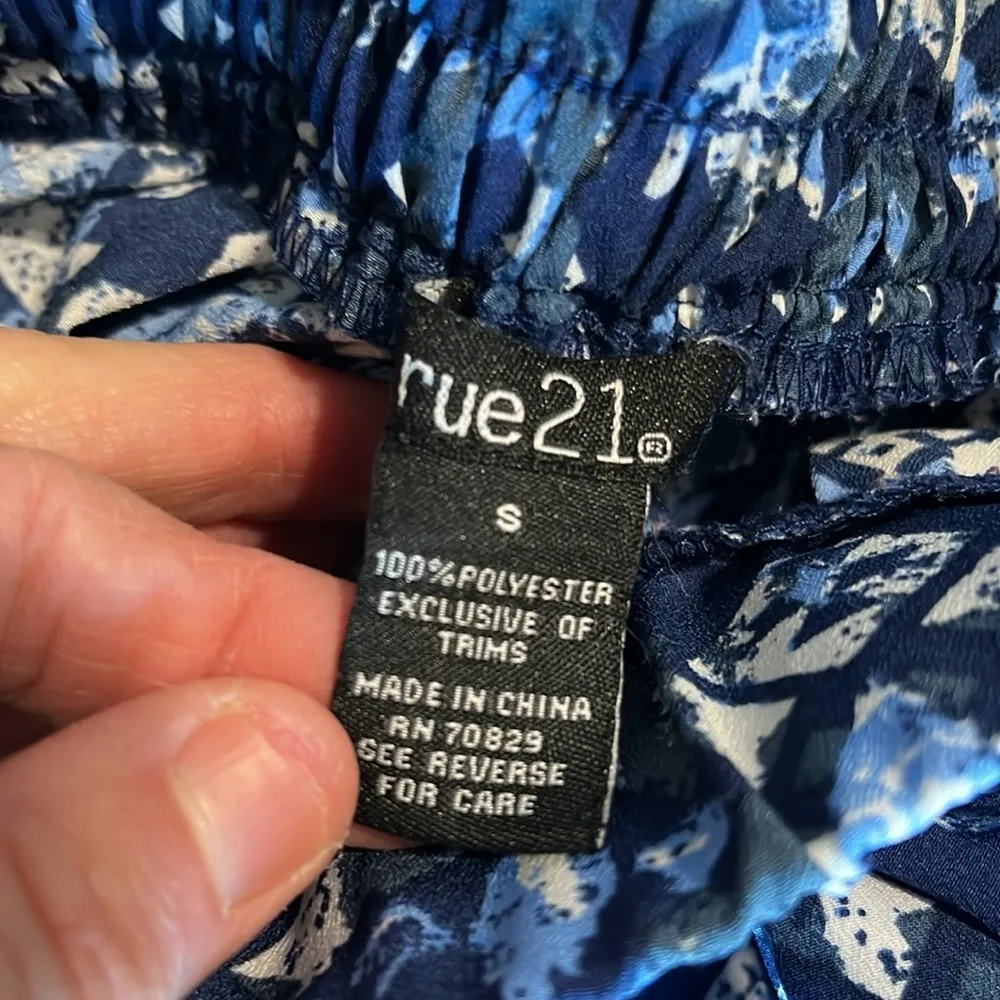 rue21®
S
100%POLYESTER
EXCLUSIVE OF
TRIMS
MADE IN CHINA
RN 70829
SEE REVERSE
FOR CARE